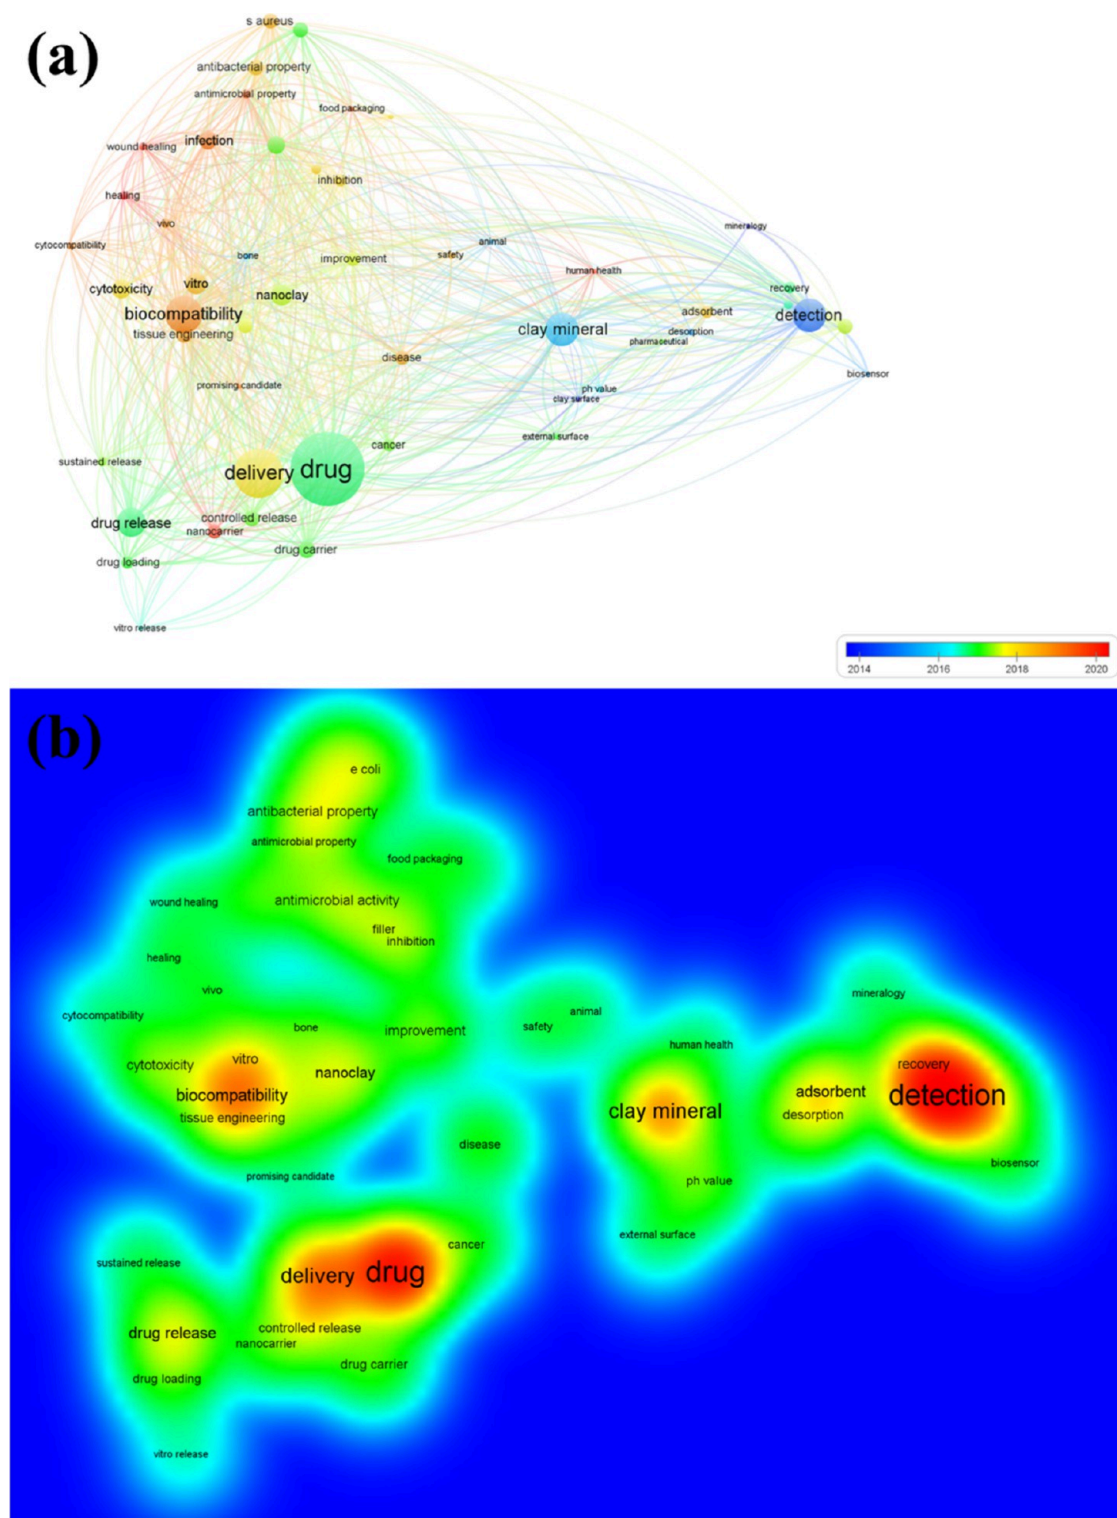 (a)
s aureus
antibacterial property
antimicrobial property
food packaging
infection
wound healing
inhibition
healing
vivo
mineralogy
cytocompatibility
animal
bone
safety
improvement
human health
cytotoxicity
vitro
nanoclay
recovery
biocompatibility
adsorbent
detection
clay mineral
tissue engineering
desorption
pharmaceutical
disease
biosensor
promising candidate
ph value
clay surface
external surface
cancer
sustained release
delivery
drug
controlled release
drug release
nanocarrier
drug carrier
drug loading
vitro release
2014 2016 2018 2020
(b)
e coli
antibacterial property
antimicrobial property
food packaging
wound healing
antimicrobial activity
filler
inhibition
healing
vivo
mineralogy
cytocompatibility
animal
bone
safety
improvement
human health
vitro
cytotoxicity
recovery
nanoclay
adsorbent
detection
biocompatibility
clay mineral
tissue engineering
desorption
disease
biosensor
promising candidate
ph value
external surface
cancer
sustained release
delivery
drug
controlled release
drug release
nanocarrier
drug carrier
drug loading
vitro release